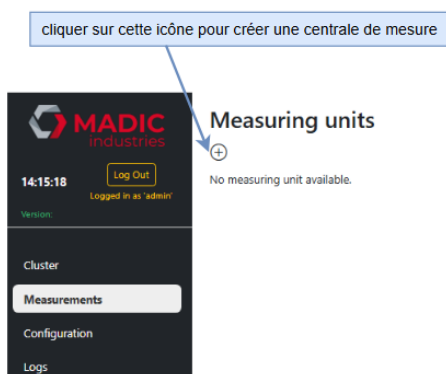 cliquer sur cette icône pour créer une centrale de mesure
MADIC
industries
Measuring units
14:15:18
Log Out
Logged in as 'admin'
No measuring unit available.
Version:
Cluster
Measurements
Configuration
Logs